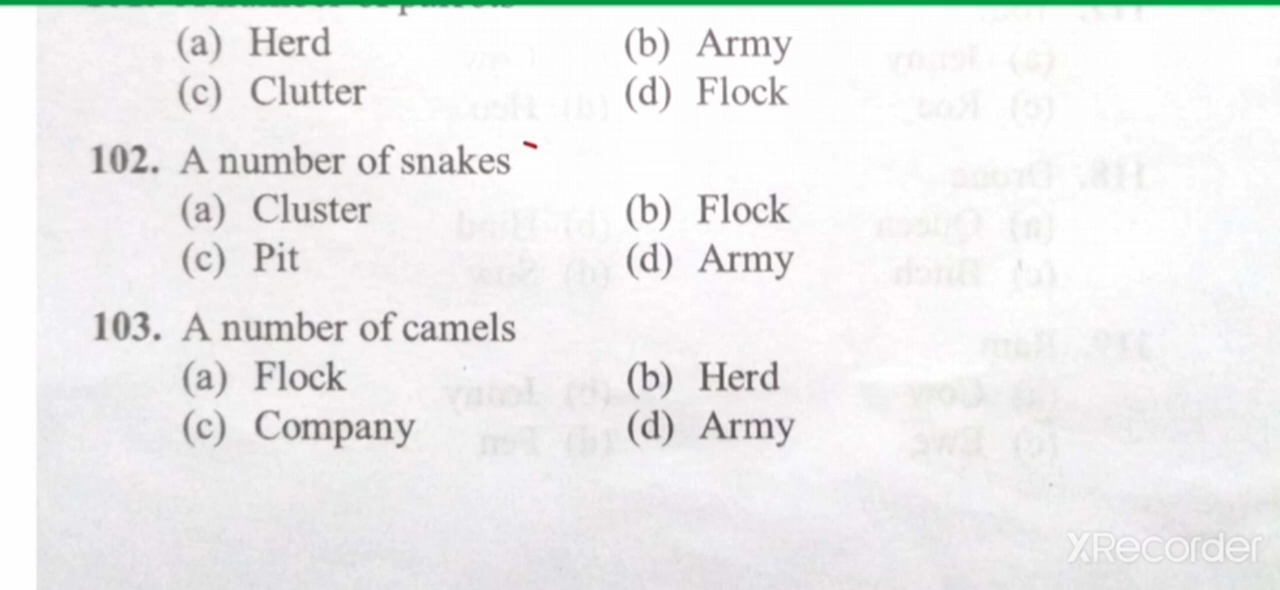 (a) Herd (b) Army
(c) Clutter (d) Flock
102. A number of snakes
(a) Cluster (b) Flock
(c) Pit (d) Army
103. A number of camels
(a) Flock (b) Herd
(c) Company (d) Army
XRecorder